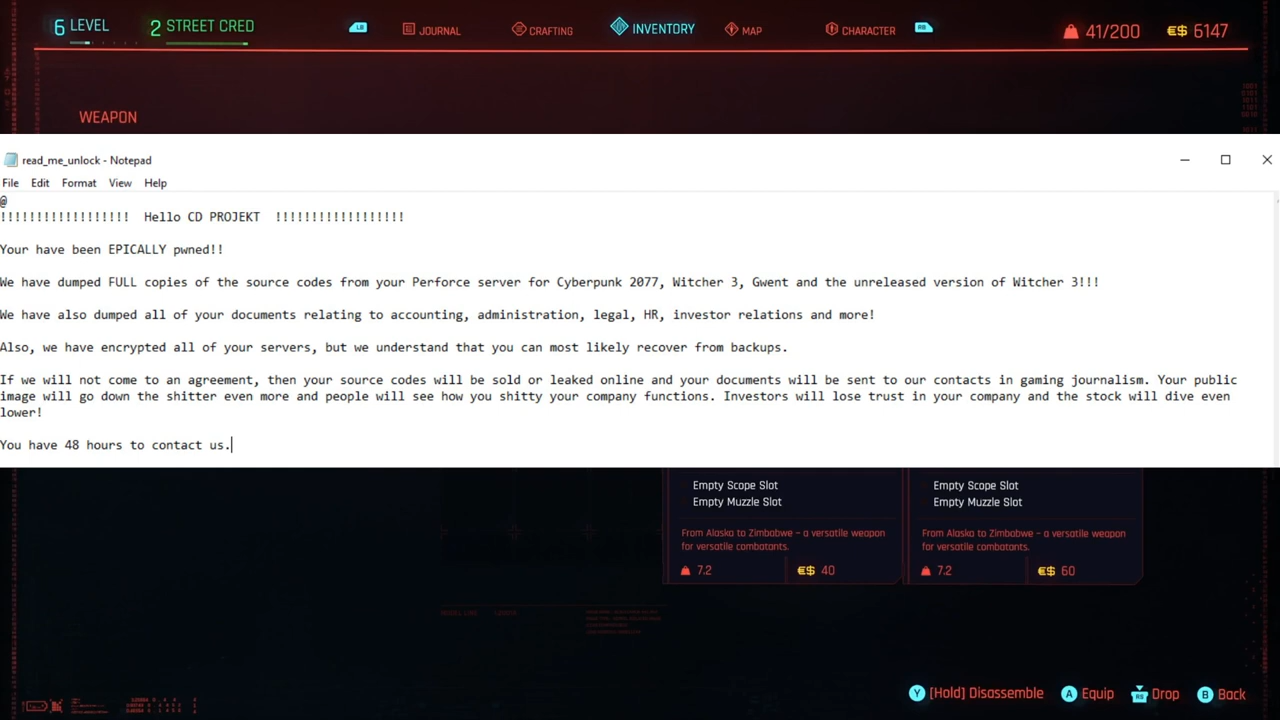 6 LEVEL
2 STREET CRED
LB
JOURNAL
CRAFTING
INVENTORY
MAP
CHARACTER
RB
41/200
€$ 6147
WEAPON
read_me_unlock - Notepad
File Edit Format View Help
@
!!!!!!!!!!!!!!!!!! Hello CD PROJEKT !!!!!!!!!!!!!!!!!!
Your have been EPICALLY pwned!!
We have dumped FULL copies of the source codes from your Perforce server for Cyberpunk 2077, Witcher 3, Gwent and the unreleased version of Witcher 3!!!
We have also dumped all of your documents relating to accounting, administration, legal, HR, investor relations and more!
Also, we have encrypted all of your servers, but we understand that you can most likely recover from backups.
If we will not come to an agreement, then your source codes will be sold or leaked online and your documents will be sent to our contacts in gaming journalism. Your public
image will go down the shitter even more and people will see how you shitty your company functions. Investors will lose trust in your company and the stock will dive even
lower!
You have 48 hours to contact us.
Empty Scope Slot
Empty Muzzle Slot
From Alaska to Zimbabwe – a versatile weapon
for versatile combatants.
7.2
€$ 40
Empty Scope Slot
Empty Muzzle Slot
From Alaska to Zimbabwe – a versatile weapon
for versatile combatants.
7.2
€$ 60
Y [Hold] Disassemble
A Equip
RS Drop
B Back